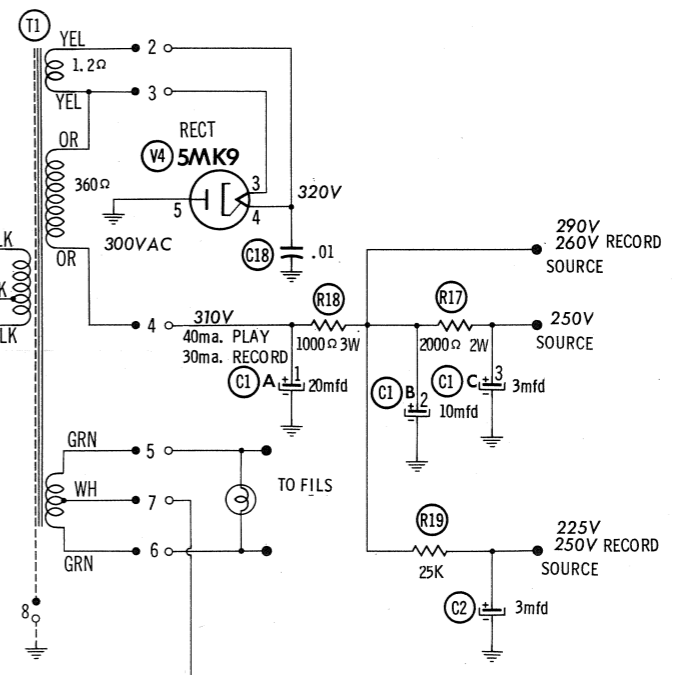 T1
YEL
2
1.2Ω
3
YEL
RECT
V4 5MK9
OR
360Ω
3
5
4
320V
300VAC
C18 .01
OR
LK
K
LK
290V
260V RECORD
SOURCE
4
310V
40ma. PLAY
30ma. RECORD
R18
1000Ω 3W
R17
2000Ω 2W
250V
SOURCE
C1 A + 1 20mfd
-
C1 B + 2 10mfd
-
C1 C + 3 3mfd
-
GRN
5
WH
7
TO FILS
6
GRN
R19
25K
225V
250V RECORD
SOURCE
C2 + 3mfd
-
8